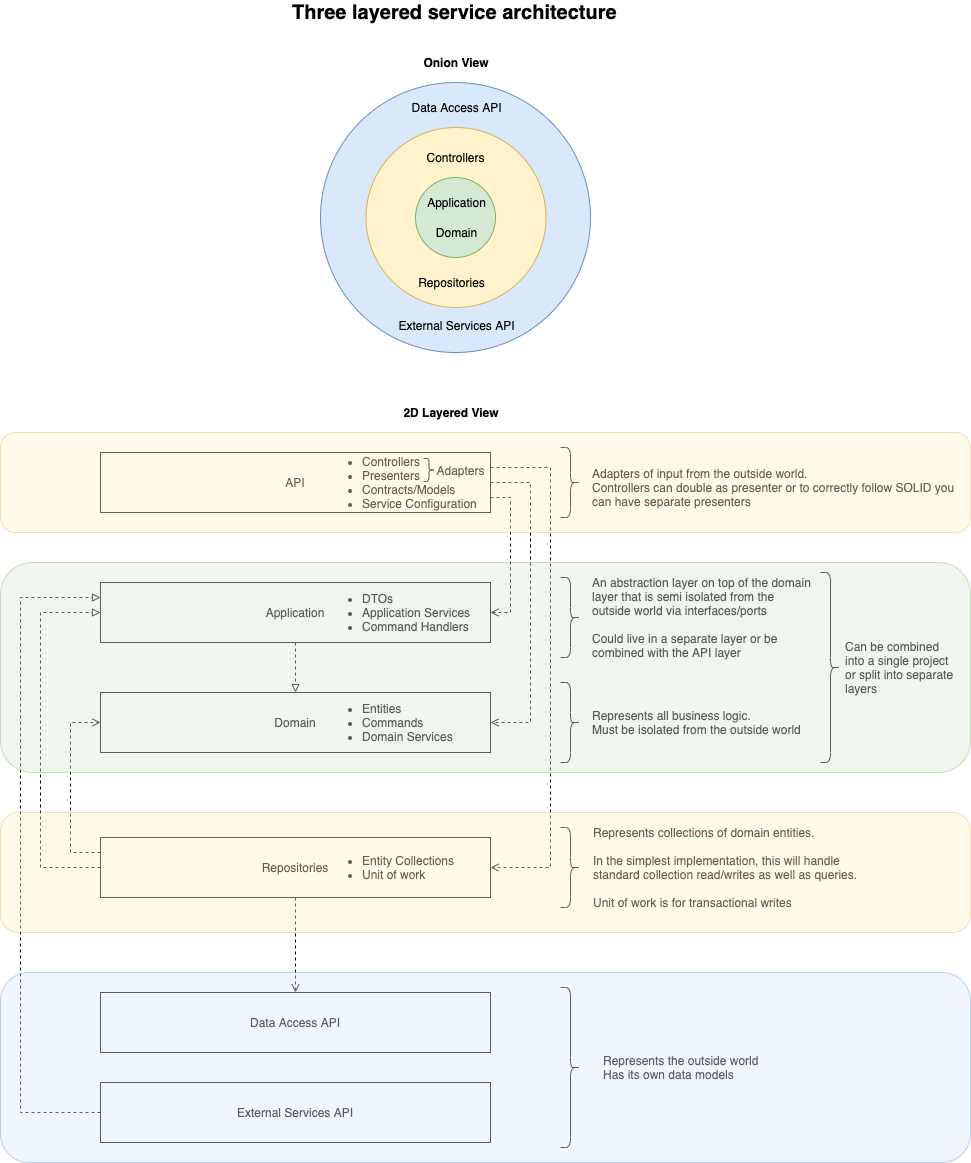 Three layered service architecture
Onion View
Data Access API
Controllers
Application
Domain
Repositories
External Services API
2D Layered View
API
• Controllers
• Presenters
• Contracts/Models
• Service Configuration
Adapters
Adapters of input from the outside world.
Controllers can double as presenter or to correctly follow SOLID you
can have separate presenters
Application
• DTOs
• Application Services
• Command Handlers
An abstraction layer on top of the domain
layer that is semi isolated from the
outside world via interfaces/ports
Could live in a separate layer or be
combined with the API layer
Can be combined
into a single project
or split into separate
layers
Domain
• Entities
• Commands
• Domain Services
Represents all business logic.
Must be isolated from the outside world
Repositories
• Entity Collections
• Unit of work
Represents collections of domain entities.
In the simplest implementation, this will handle
standard collection read/writes as well as queries.
Unit of work is for transactional writes
Data Access API
External Services API
Represents the outside world
Has its own data models